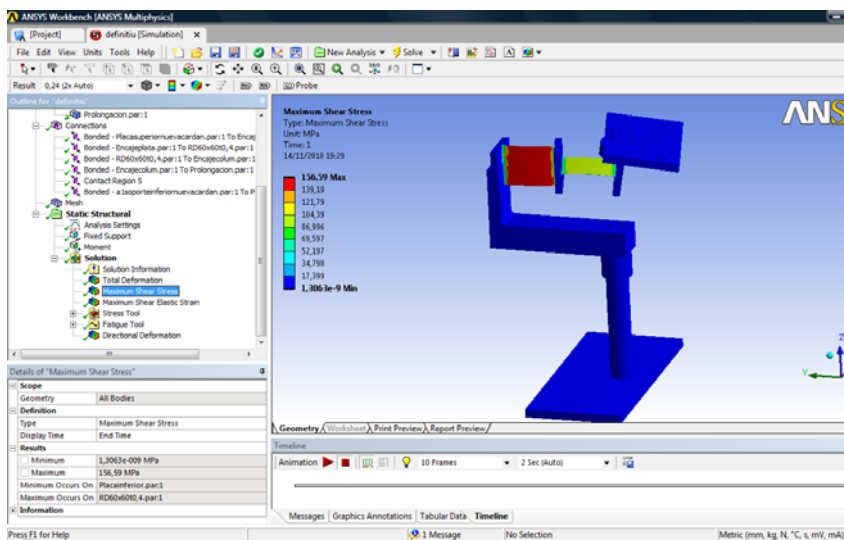 ANSYS Workbench [ANSYS Multiphysics]
[Project] definitiu [Simulation] x
File Edit View Units Tools Help New Analysis Solve
Result 0,24 (2x Auto) Probe
Outline for "definitiu"
Prolongacion.par:1
Connections
Bonded - Placasuperiornuevacardan.par:1 To Encaj
Bonded - Encajeplata.par:1 To RD60x60t0,4.par:1
Bonded - RD60x60t0,4.par:1 To Encajecolum.par:1
Bonded - Encajecolum.par:1 To Prolongacion.par:1
Contact Region 5
Bonded - a1soporteinferiornuevacardan.par:1 To P
Mesh
Static Structural
Analysis Settings
Fixed Support
Moment
Solution
Solution Information
Total Deformation
Maximum Shear Stress
Maximum Shear Elastic Strain
Stress Tool
Fatigue Tool
Directional Deformation
Details of "Maximum Shear Stress"
Scope
Geometry All Bodies
Definition
Type Maximum Shear Stress
Display Time End Time
Results
Minimum 1,3063e-009 MPa
Maximum 156,59 MPa
Minimum Occurs On Placainferior.par:1
Maximum Occurs On RD60x60t0,4.par:1
Information
Maximum Shear Stress
Type: Maximum Shear Stress
Unit: MPa
Time: 1
14/11/2010 19:29
156,59 Max
139,19
121,79
104,39
86,996
69,597
52,197
34,798
17,399
1,3063e-9 Min
ANS
Z
Y
Geometry Worksheet Print Preview Report Preview
Timeline
Animation 10 Frames 2 Sec (Auto)
Messages Graphics Annotations Tabular Data Timeline
Press F1 for Help 1 Message No Selection Metric (mm, kg, N, °C, s, mV, mA)